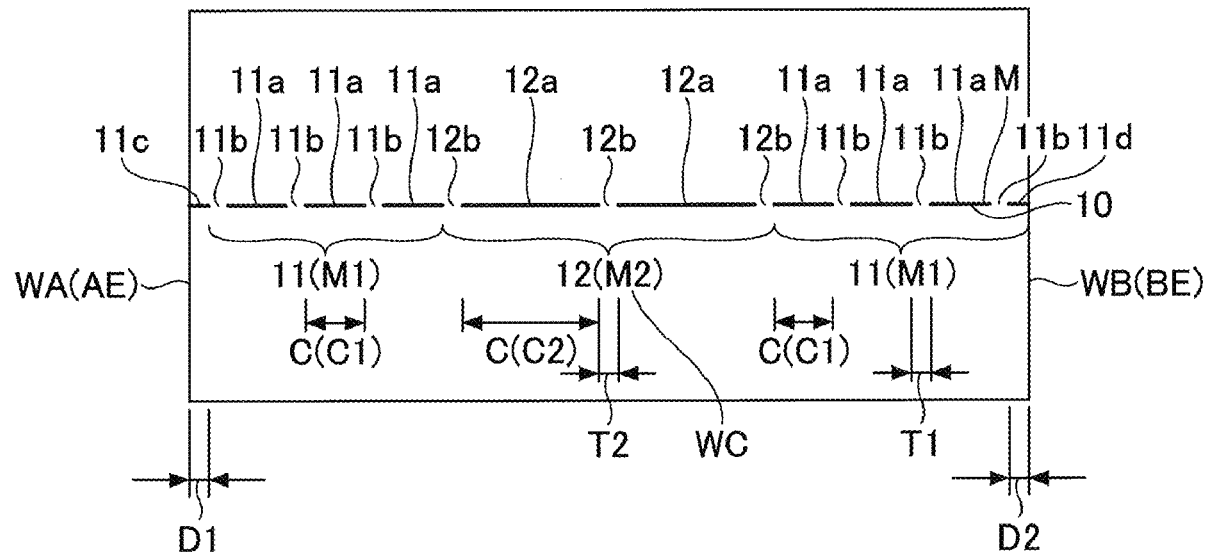 11a 11a 11a 12a 12a 11a 11a 11a M
11c 11b 11b 11b 12b 12b 12b 11b 11b 11b 11d
10
WA(AE) 11(M1) 12(M2) 11(M1) WB(BE)
C(C1) C(C2) C(C1)
T2 WC T1
D1 D2